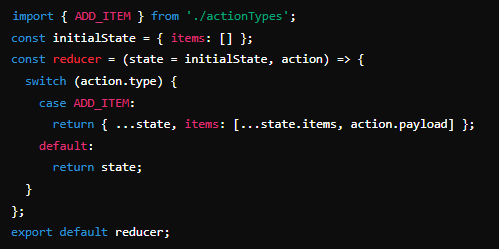 import { ADD_ITEM } from './actionTypes';
const initialState = { items: [] };
const reducer = (state = initialState, action) => {
  switch (action.type) {
    case ADD_ITEM:
      return { ...state, items: [...state.items, action.payload] };
    default:
      return state;
  }
};
export default reducer;